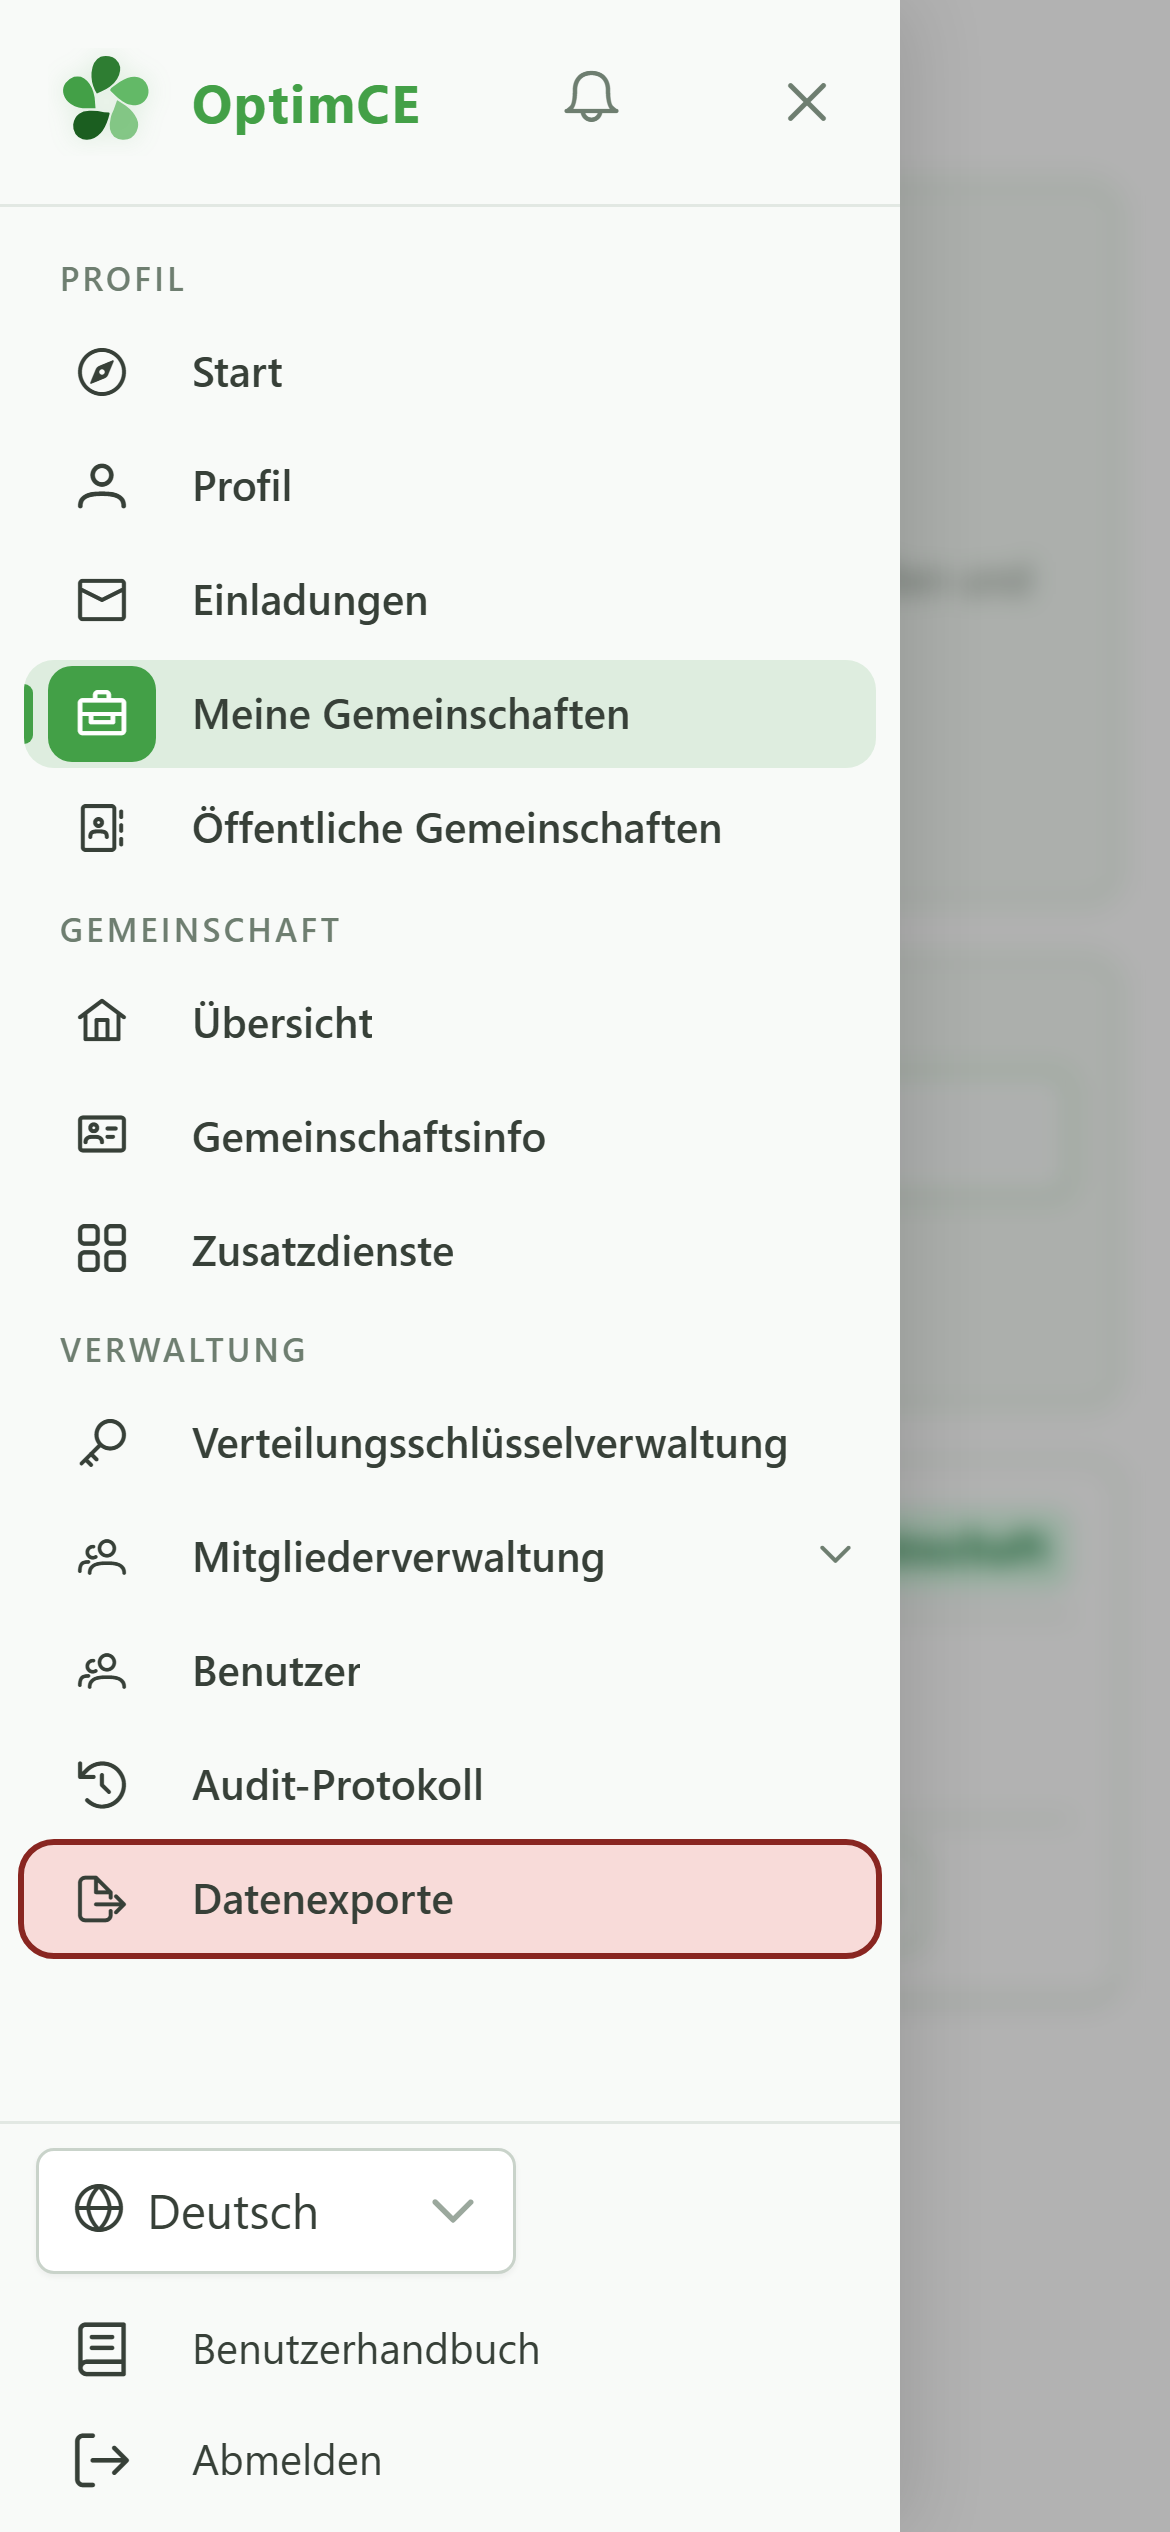 OptimCE
PROFIL
Start
Profil
Einladungen
Meine Gemeinschaften
Öffentliche Gemeinschaften
GEMEINSCHAFT
Übersicht
Gemeinschaftsinfo
Zusatzdienste
VERWALTUNG
Verteilungsschlüsselverwaltung
Mitgliederverwaltung
Benutzer
Audit-Protokoll
Datenexporte
Deutsch
Benutzerhandbuch
Abmelden